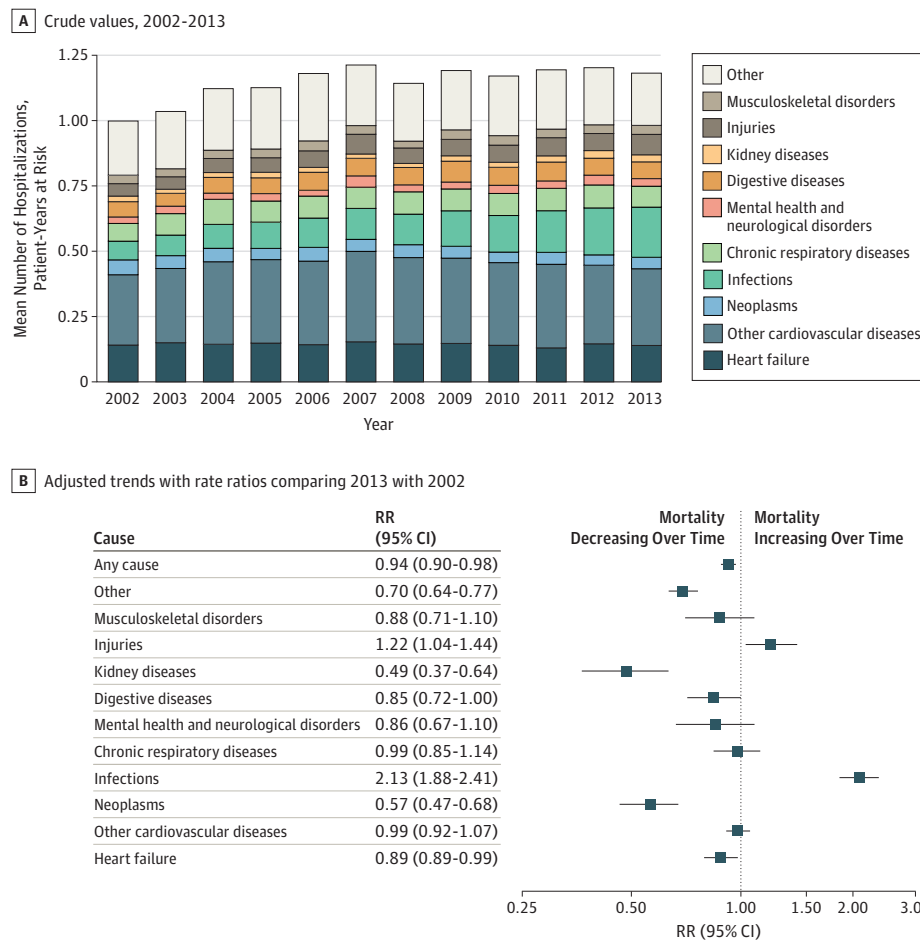 A Crude values, 2002-2013
Mean Number of Hospitalizations,
Patient-Years at Risk
1.25
1.00
0.75
0.50
0.25
0
2002 2003 2004 2005 2006 2007 2008 2009 2010 2011 2012 2013
Year
Other
Musculoskeletal disorders
Injuries
Kidney diseases
Digestive diseases
Mental health and
neurological disorders
Chronic respiratory diseases
Infections
Neoplasms
Other cardiovascular diseases
Heart failure
B Adjusted trends with rate ratios comparing 2013 with 2002
Cause RR
(95% CI)
Mortality
Decreasing Over Time
Mortality
Increasing Over Time
Any cause 0.94 (0.90-0.98)
Other 0.70 (0.64-0.77)
Musculoskeletal disorders 0.88 (0.71-1.10)
Injuries 1.22 (1.04-1.44)
Kidney diseases 0.49 (0.37-0.64)
Digestive diseases 0.85 (0.72-1.00)
Mental health and neurological disorders 0.86 (0.67-1.10)
Chronic respiratory diseases 0.99 (0.85-1.14)
Infections 2.13 (1.88-2.41)
Neoplasms 0.57 (0.47-0.68)
Other cardiovascular diseases 0.99 (0.92-1.07)
Heart failure 0.89 (0.89-0.99)
0.25 0.50 1.00 1.50 2.00 3.0
RR (95% CI)